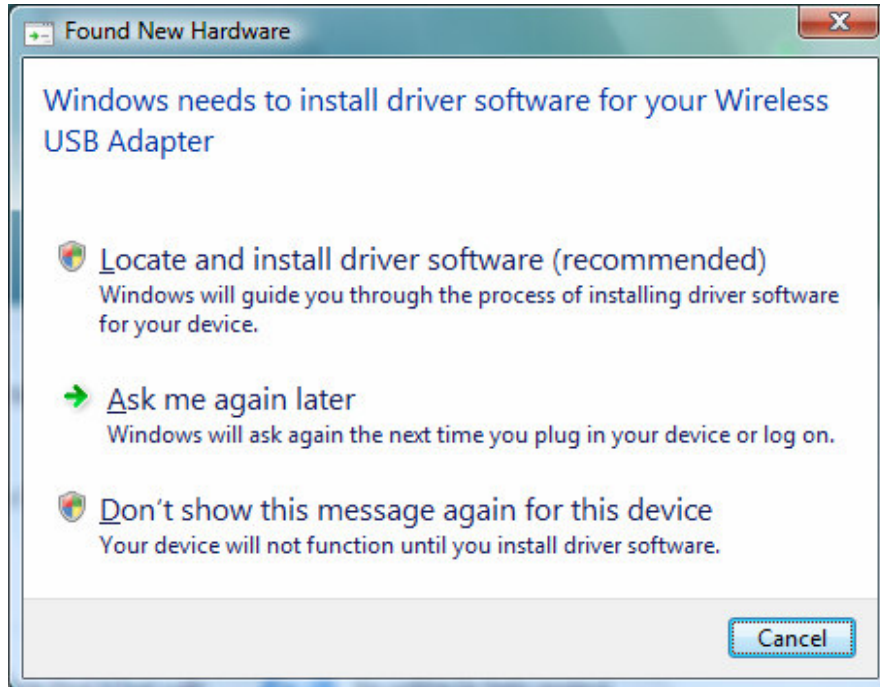 Found New Hardware
Windows needs to install driver software for your Wireless
USB Adapter
Locate and install driver software (recommended)
Windows will guide you through the process of installing driver software
for your device.
Ask me again later
Windows will ask again the next time you plug in your device or log on.
Don't show this message again for this device
Your device will not function until you install driver software.
Cancel